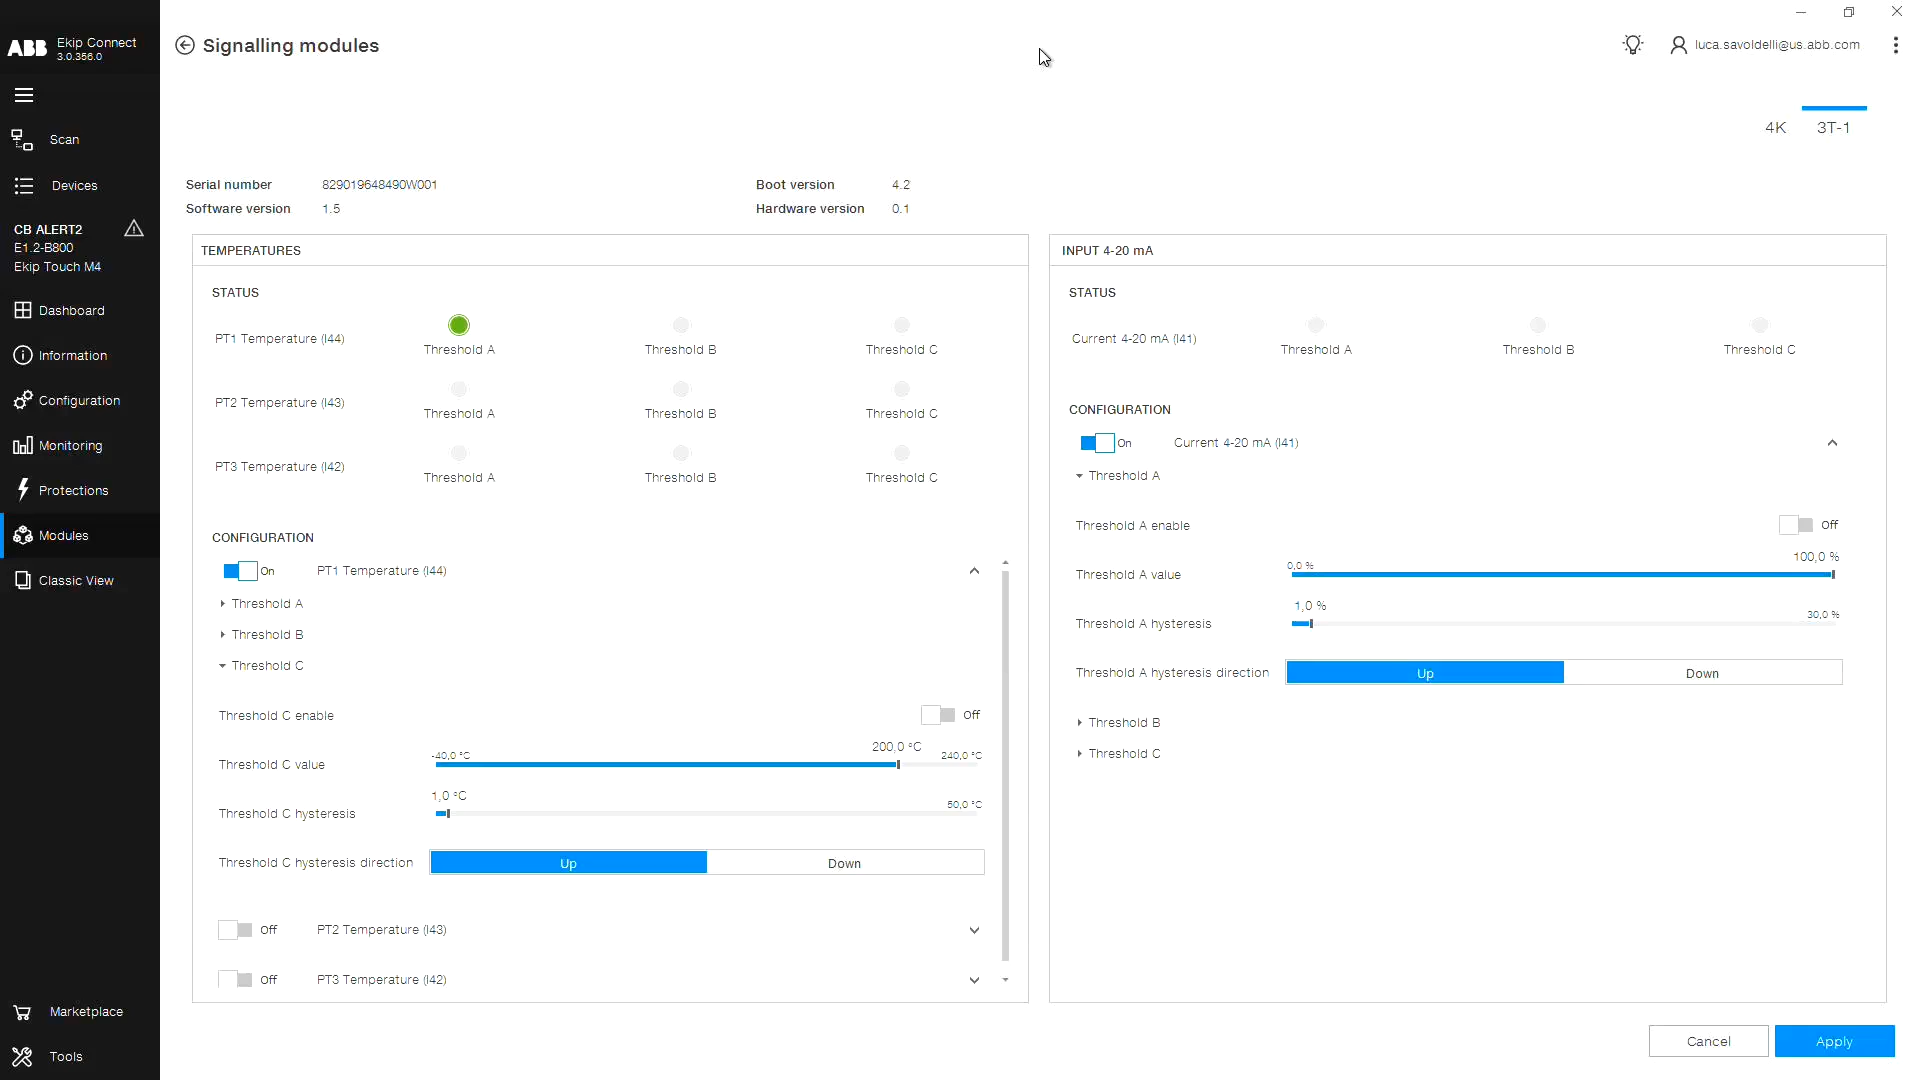 ABB Ekip Connect
3.0.356.0
Signalling modules
luca.savoldelli@us.abb.com
Scan
Devices
CB ALERT2
E1.2-B800
Ekip Touch M4
Dashboard
Information
Configuration
Monitoring
Protections
Modules
Classic View
Marketplace
Tools
4K 3T-1
Serial number 829019648490W001 Boot version 4.2
Software version 1.5 Hardware version 0.1
TEMPERATURES
STATUS
PT1 Temperature (I44)
Threshold A Threshold B Threshold C
PT2 Temperature (I43)
Threshold A Threshold B Threshold C
PT3 Temperature (I42)
Threshold A Threshold B Threshold C
CONFIGURATION
On PT1 Temperature (I44)
Threshold A
Threshold B
Threshold C
Threshold C enable Off
200,0 °C
-40,0 °C 240,0 °C
Threshold C value
1,0 °C
50,0 °C
Threshold C hysteresis
Threshold C hysteresis direction Up Down
Off PT2 Temperature (I43)
Off PT3 Temperature (I42)
INPUT 4-20 mA
STATUS
Current 4-20 mA (I41)
Threshold A Threshold B Threshold C
CONFIGURATION
On Current 4-20 mA (I41)
Threshold A
Threshold A enable Off
100,0 %
0,0 %
Threshold A value
1,0 %
30,0 %
Threshold A hysteresis
Threshold A hysteresis direction Up Down
Threshold B
Threshold C
Cancel Apply